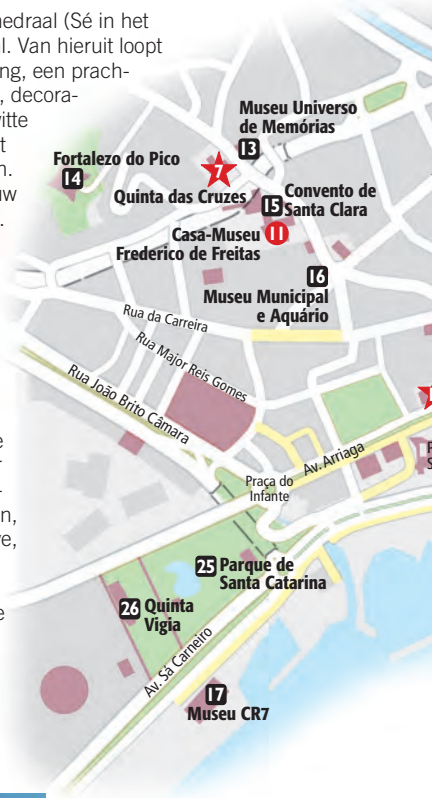 edraal (Sé in het
l. Van hieruit loopt
ng, een prach-
, decora-
itte
t
n.
uw
.
e
-
n,
e,
e
Museu Universo
de Memórias
13
Fortalezo do Pico
14
7
Quinta das Cruzes
15 Convento de
Santa Clara
Casa-Museu 11
Frederico de Freitas
16
Museu Municipal
e Aquário
Rua da Carreira
Rua Major Reis Gomes
Rua João Brito Câmara
Av. Arriaga
Praça do
Infante
25 Parque de
Santa Catarina
26 Quinta
Vigia
Av. Sá Carneiro
17
Museu CR7